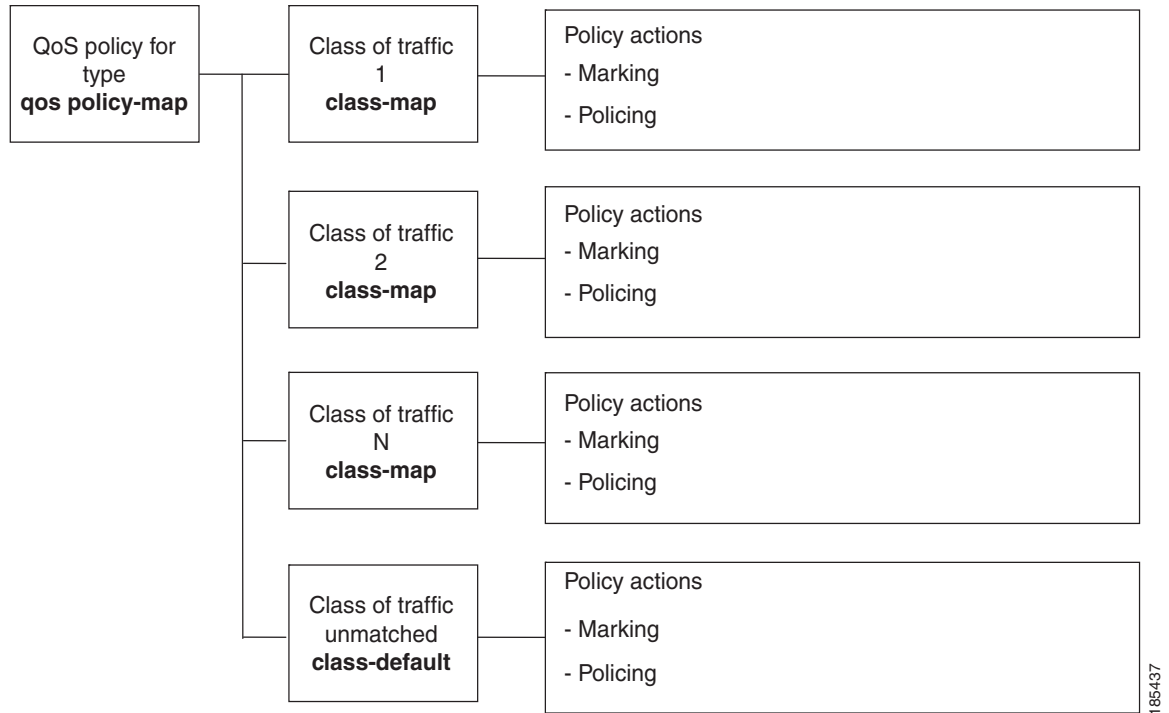 QoS policy for
type
qos policy-map
Class of traffic
1
class-map
Policy actions
- Marking
- Policing
Class of traffic
2
class-map
Policy actions
- Marking
- Policing
Class of traffic
N
class-map
Policy actions
- Marking
- Policing
Class of traffic
unmatched
class-default
Policy actions
- Marking
- Policing
185437